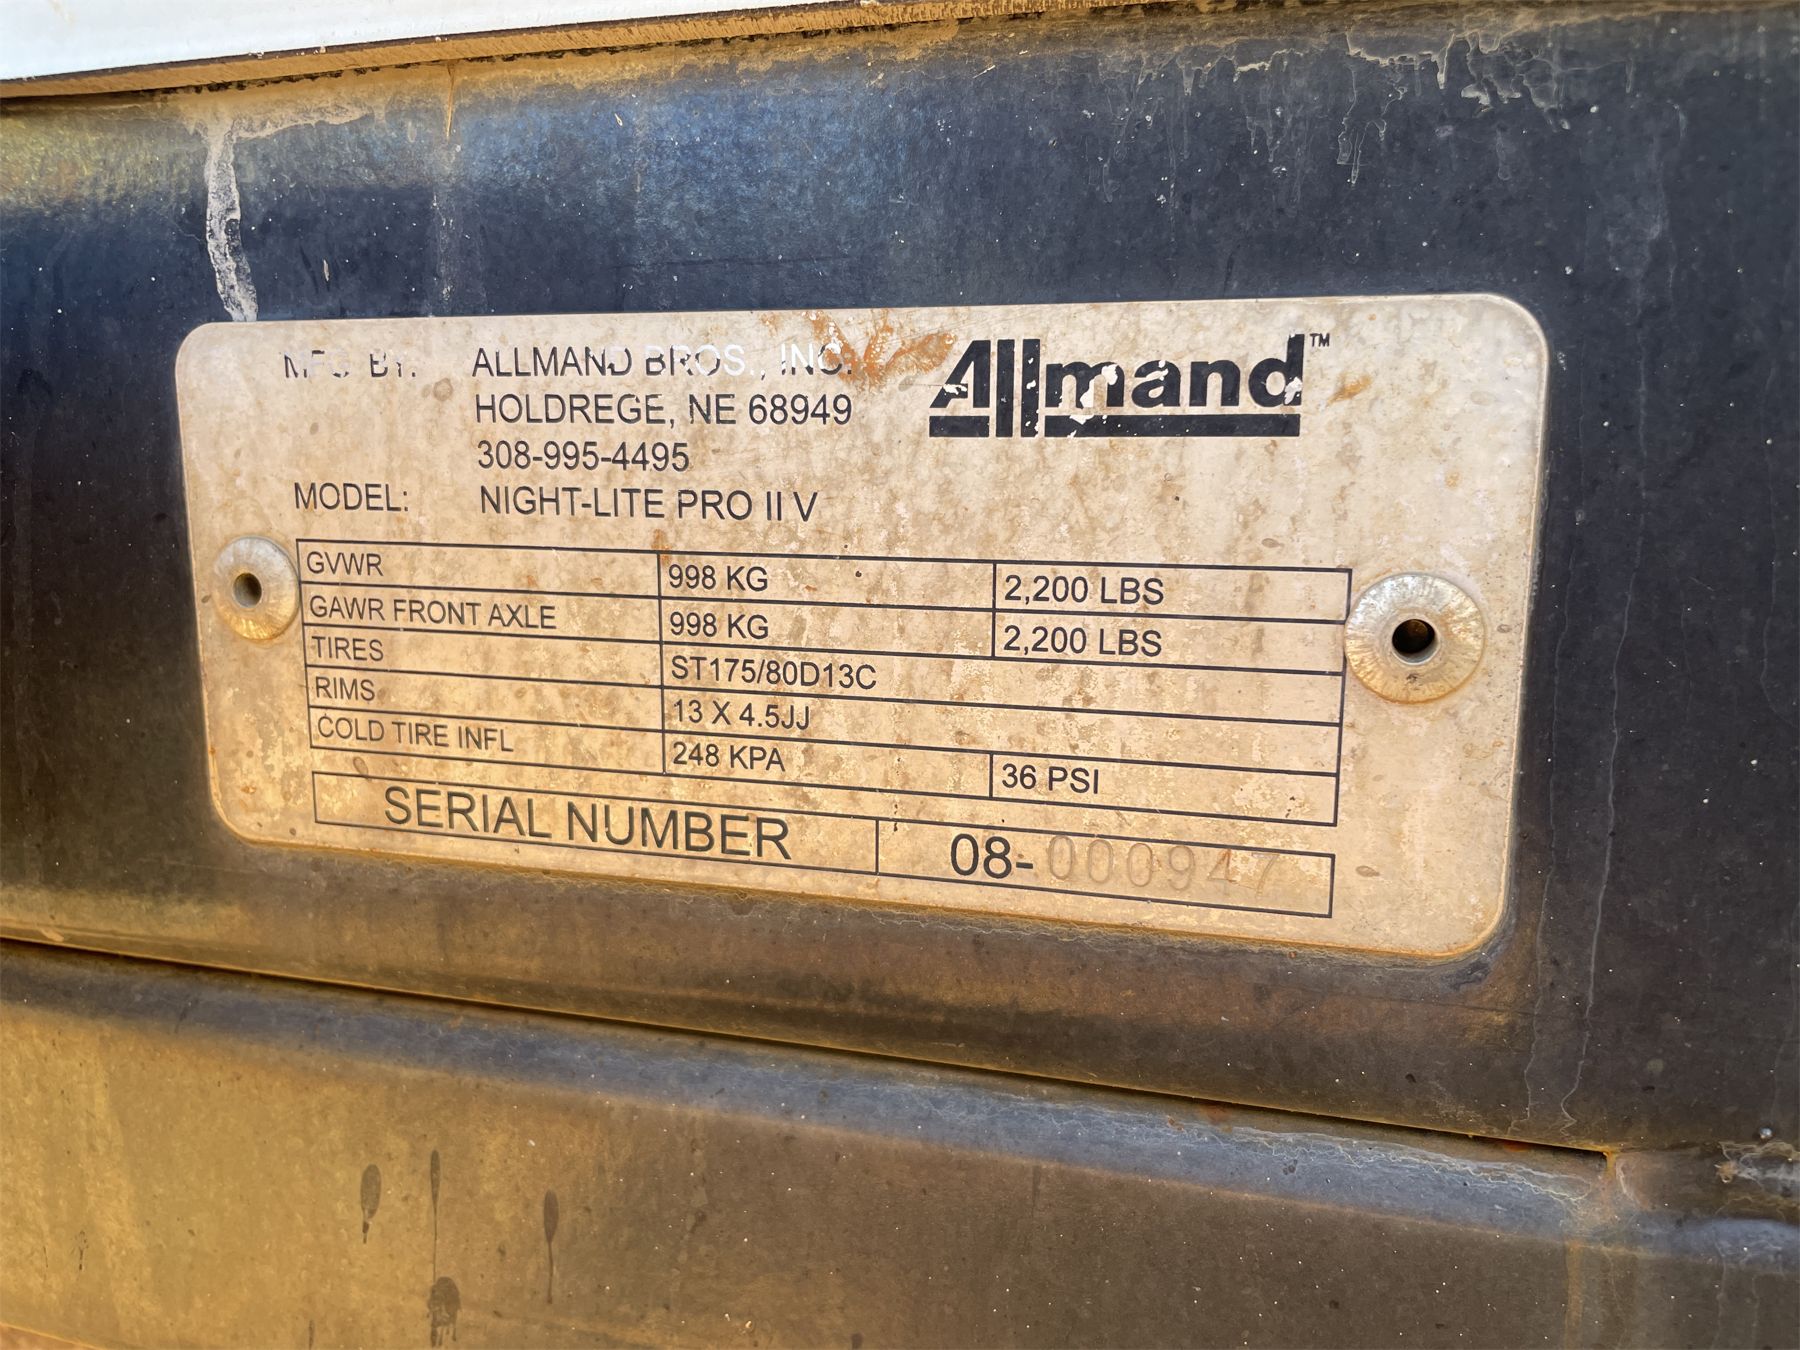 MFG BY: ALLMAND BROS., INC.
HOLDREGE, NE 68949
308-995-4495
Allmand™
MODEL: NIGHT-LITE PRO II V
GVWR 998 KG 2,200 LBS
GAWR FRONT AXLE 998 KG 2,200 LBS
TIRES ST175/80D13C
RIMS 13 X 4.5JJ
COLD TIRE INFL 248 KPA 36 PSI
SERIAL NUMBER 08-000947